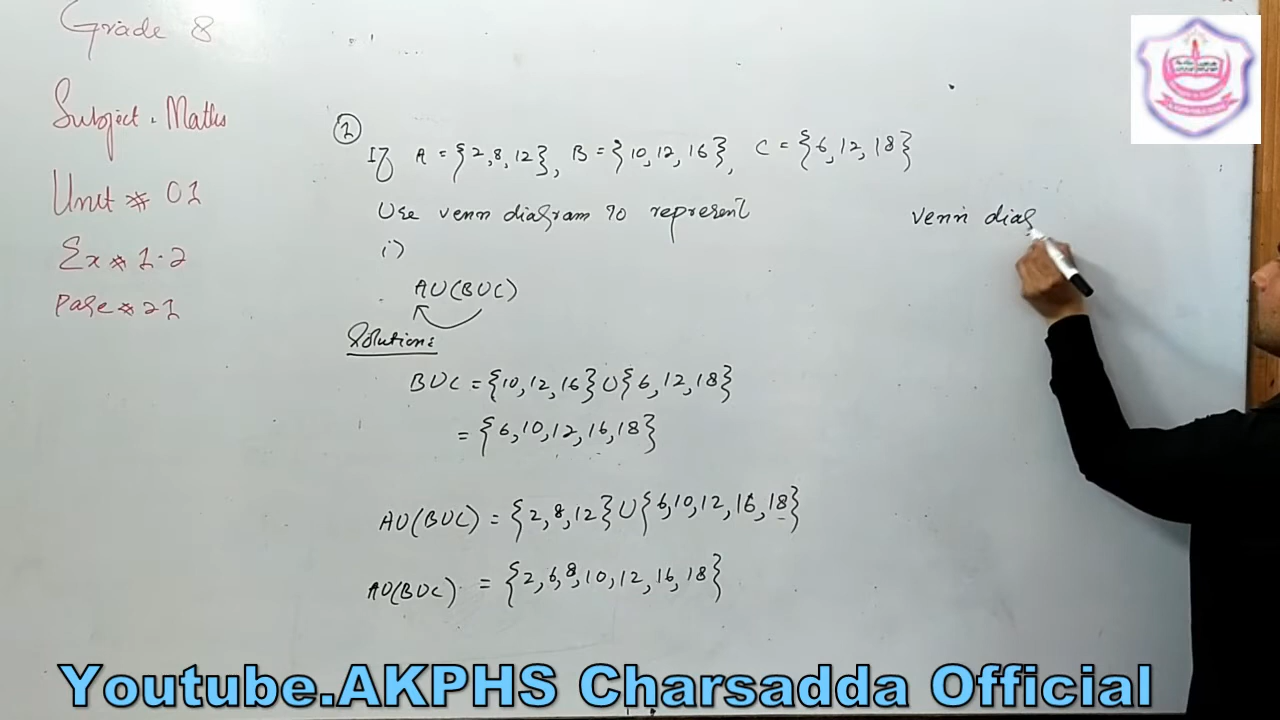 Grade 8
Subject. Maths
Unit # 01
Ex # 1.2
Page # 21
1
If A = {2,8,12}, B = {10,12,16}, C = {6,12,18}
Use venn diagram to represent
i)
AU(BUC)
Solution:
BUC = {10,12,16}U{6,12,18}
= {6,10,12,16,18}
AU(BUC) = {2,8,12}U{6,10,12,16,18}
AU(BUC) = {2,6,8,10,12,16,18}
venn diag
Youtube.AKPHS Charsadda Official